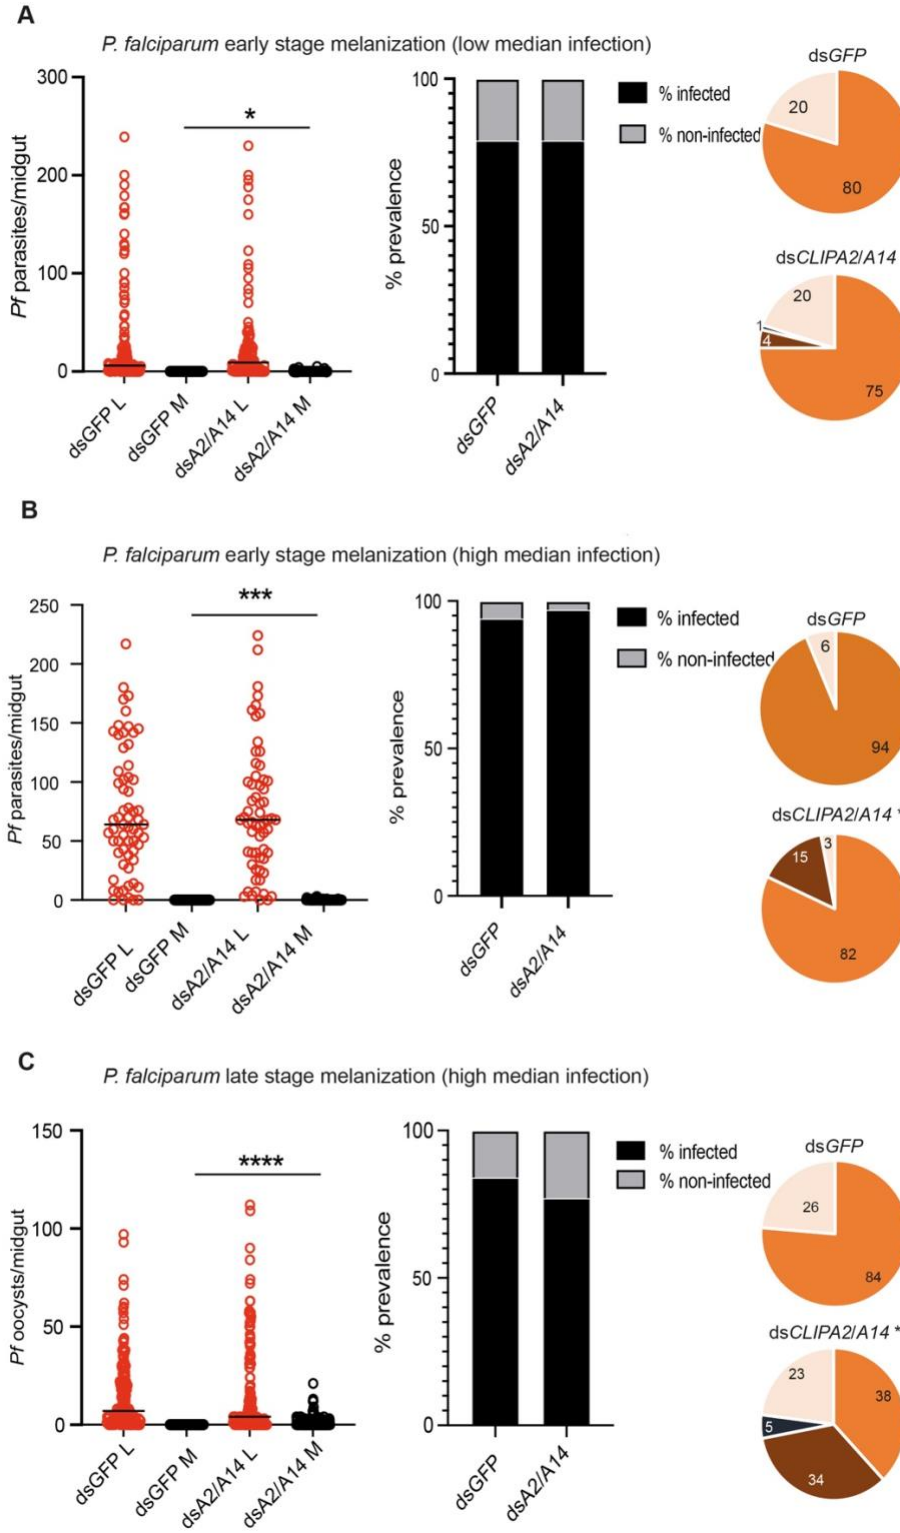 A
P. falciparum early stage melanization (low median infection)
Pf parasites/midgut
300
200
100
0
*
dsGFP L
dsGFP M
dsA2/A14 L
dsA2/A14 M
% prevalence
100
50
0
dsGFP
dsA2/A14
% infected
% non-infected
dsGFP
20
80
dsCLIPA2/A14
20
1
4
75
B
P. falciparum early stage melanization (high median infection)
Pf parasites/midgut
250
200
150
100
50
0
***
dsGFP L
dsGFP M
dsA2/A14 L
dsA2/A14 M
% prevalence
100
50
0
dsGFP
dsA2/A14
% infected
% non-infected
dsGFP
6
94
dsCLIPA2/A14 *
15
3
82
C
P. falciparum late stage melanization (high median infection)
Pf oocysts/midgut
150
100
50
0
****
dsGFP L
dsGFP M
dsA2/A14 L
dsA2/A14 M
% prevalence
100
50
0
dsGFP
dsA2/A14
% infected
% non-infected
dsGFP
26
84
dsCLIPA2/A14 *
23
38
5
34